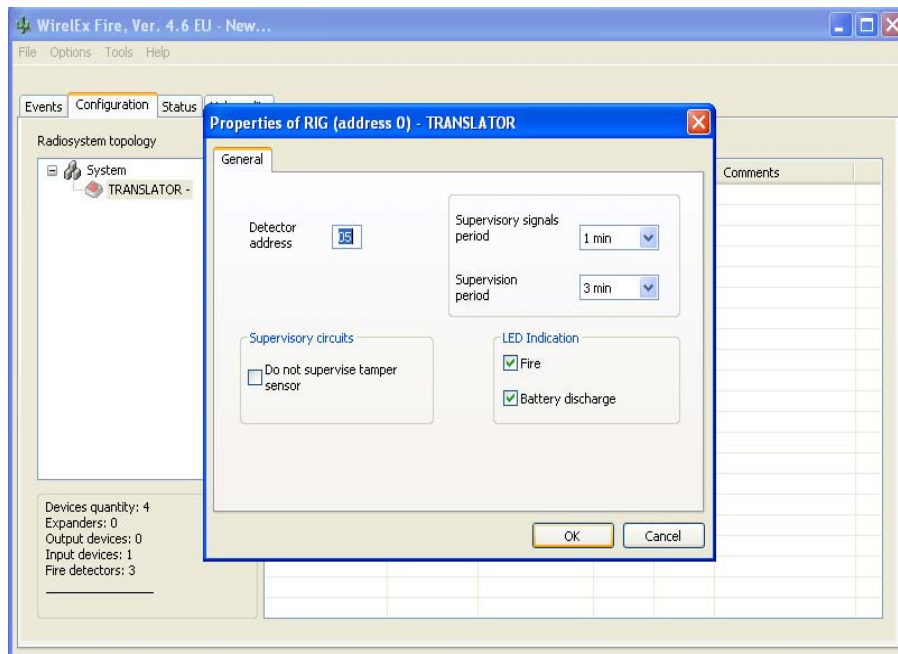 WirelEx Fire, Ver. 4.6 EU - New...
File Options Tools Help
Events Configuration Status
Radiosystem topology
System
TRANSLATOR -
Comments
Properties of RIG (address 0) - TRANSLATOR
General
Detector
address
05
Supervisory signals
period
1 min
Supervision
period
3 min
Supervisory circuits
Do not supervise tamper
sensor
LED Indication
Fire
Battery discharge
OK Cancel
Devices quantity: 4
Expanders: 0
Output devices: 0
Input devices: 1
Fire detectors: 3